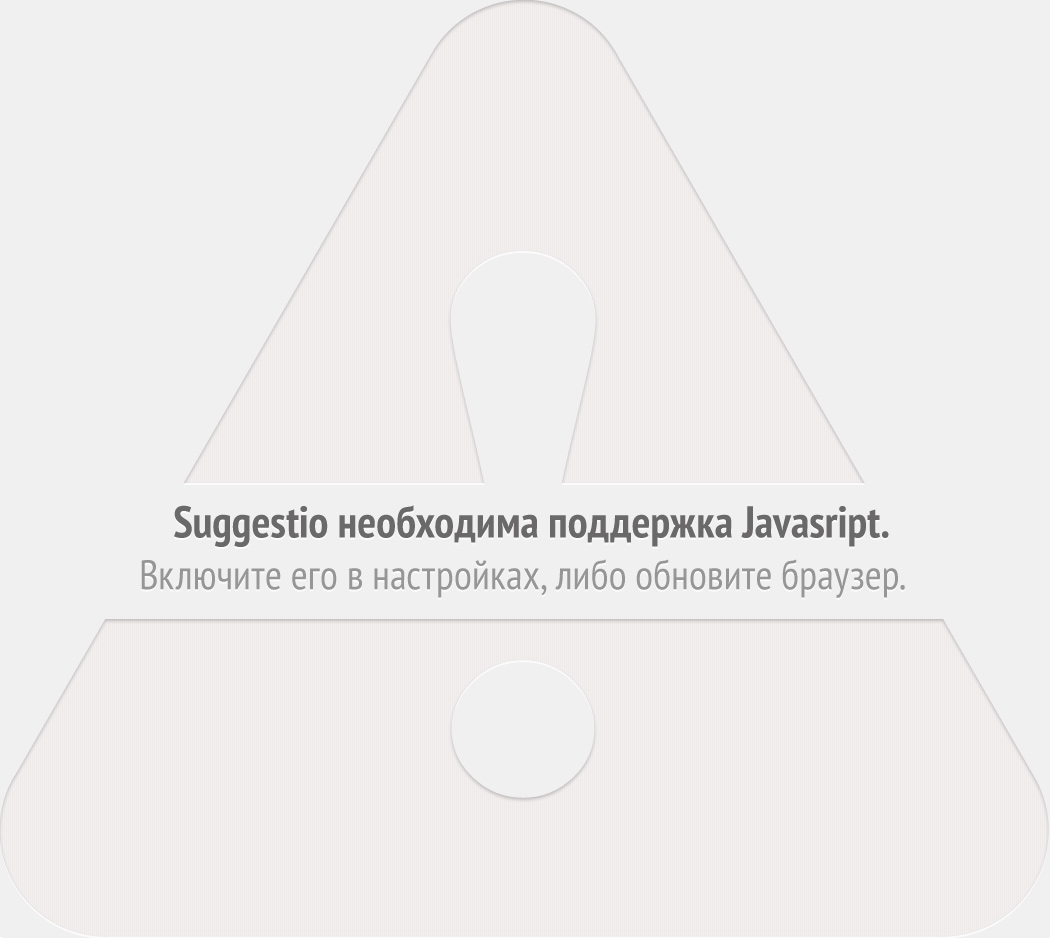 Suggestio необходима поддержка Javasript.
Включите его в настройках, либо обновите браузер.